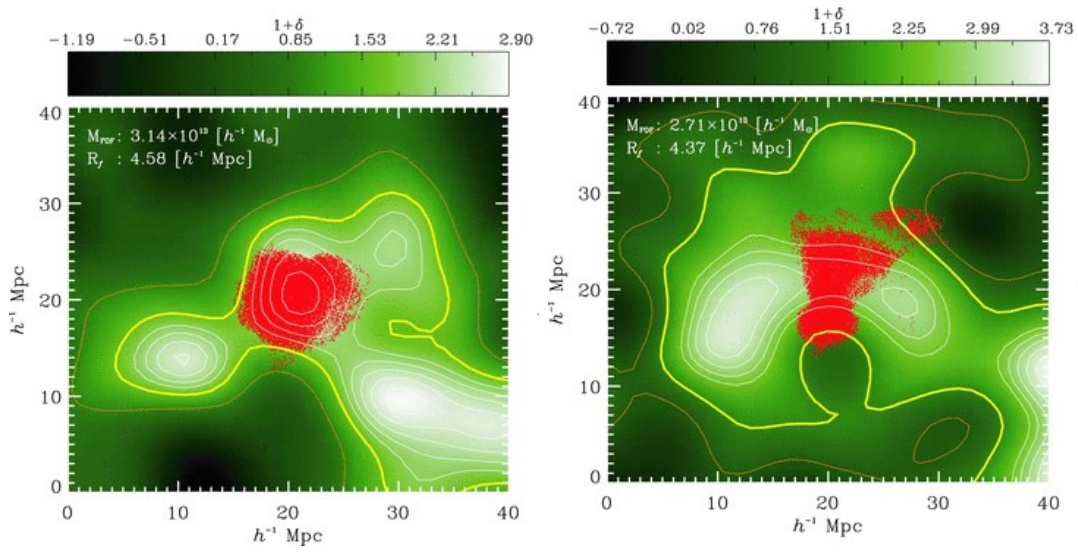 1+δ
−1.19 −0.51 0.17 0.85 1.53 2.21 2.90
M_FOF: 3.14×10¹³ [h⁻¹ M⊙]
R_f : 4.58 [h⁻¹ Mpc]
40
30
20
10
0
h⁻¹ Mpc
0 10 20 30 40
h⁻¹ Mpc
1+δ
−0.72 0.02 0.76 1.51 2.25 2.99 3.73
M_FOF: 2.71×10¹³ [h⁻¹ M⊙]
R_f : 4.37 [h⁻¹ Mpc]
40
30
20
10
0
h⁻¹ Mpc
0 10 20 30 40
h⁻¹ Mpc